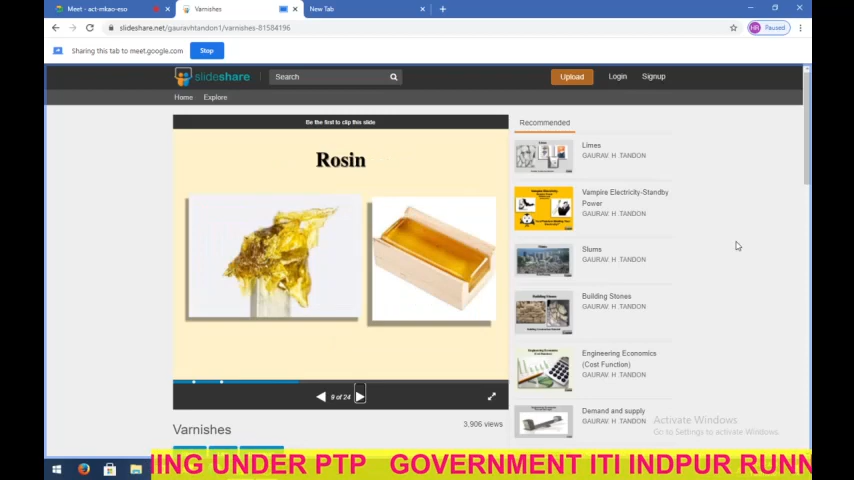 Meet - act-mkao-eso
Varnishes
New Tab
slideshare.net/gauravhtandon1/varnishes-81584196
HR
Paused
Sharing this tab to meet.google.com
Stop
slideshare
Search
Upload
Login
Signup
Home
Explore
Be the first to clip this slide
Rosin
9 of 24
Varnishes
3,906 views
Recommended
Limes
GAURAV. H .TANDON
Vampire Electricity-Standby
Power
GAURAV. H .TANDON
Slums
GAURAV. H .TANDON
Building Stones
GAURAV. H .TANDON
Engineering Economics
(Cost Function)
GAURAV. H .TANDON
Demand and supply
GAURAV. H .TANDON
Activate Windows
Go to Settings to activate Windows.
IING UNDER PTP GOVERNMENT ITI INDPUR RUNN